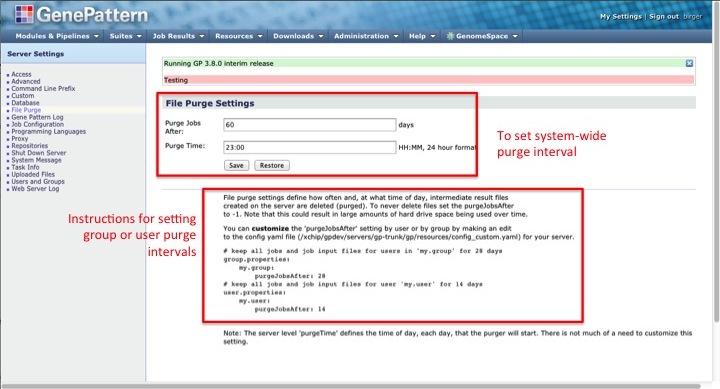 GenePattern
My Settings | Sign out birger
Modules & Pipelines Suites Job Results Resources Downloads Administration Help GenomeSpace
Server Settings
Access
Advanced
Command Line Prefix
Custom
Database
File Purge
Gene Pattern Log
Job Configuration
Programming Languages
Proxy
Repositories
Shut Down Server
System Message
Task Info
Uploaded Files
Users and Groups
Web Server Log
Running GP 3.8.0 interim release
Testing
File Purge Settings
Purge Jobs
After:
60 days
Purge Time: 23:00 HH:MM, 24 hour format
Save Restore
To set system-wide
purge interval
Instructions for setting
group or user purge
intervals
File purge settings define how often and, at what time of day, intermediate result files
created on the server are deleted (purged). To never delete files set the purgeJobsAfter
to -1. Note that this could result in large amounts of hard drive space being used over time.
You can customize the 'purgeJobsAfter' setting by user or by group by making an edit
to the config yaml file (/xchip/gpdev/servers/gp-trunk/gp/resources/config_custom.yaml) for your server.
# keep all jobs and job input files for users in 'my.group' for 28 days
group.properties:
my.group:
purgeJobsAfter: 28
# keep all jobs and job input files for user 'my.user' for 14 days
user.properties:
my.user:
purgeJobsAfter: 14
Note: The server level 'purgeTime' defines the time of day, each day, that the purger will start. There is not much of a need to customize this
setting.